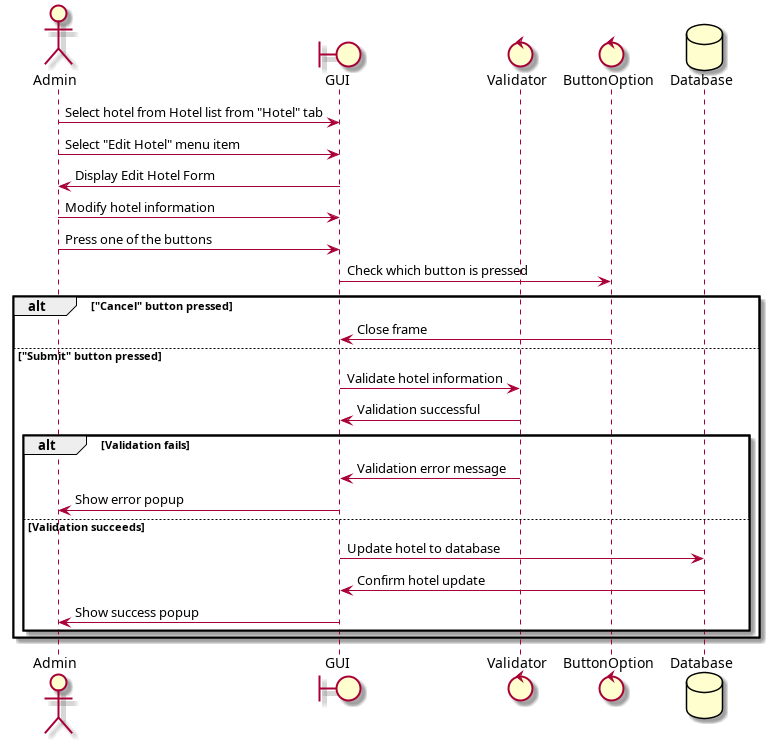 Admin GUI Validator ButtonOption Database
Select hotel from Hotel list from "Hotel" tab
Select "Edit Hotel" menu item
Display Edit Hotel Form
Modify hotel information
Press one of the buttons
Check which button is pressed
alt ["Cancel" button pressed]
Close frame
["Submit" button pressed]
Validate hotel information
Validation successful
alt [Validation fails]
Validation error message
Show error popup
[Validation succeeds]
Update hotel to database
Confirm hotel update
Show success popup
Admin GUI Validator ButtonOption Database